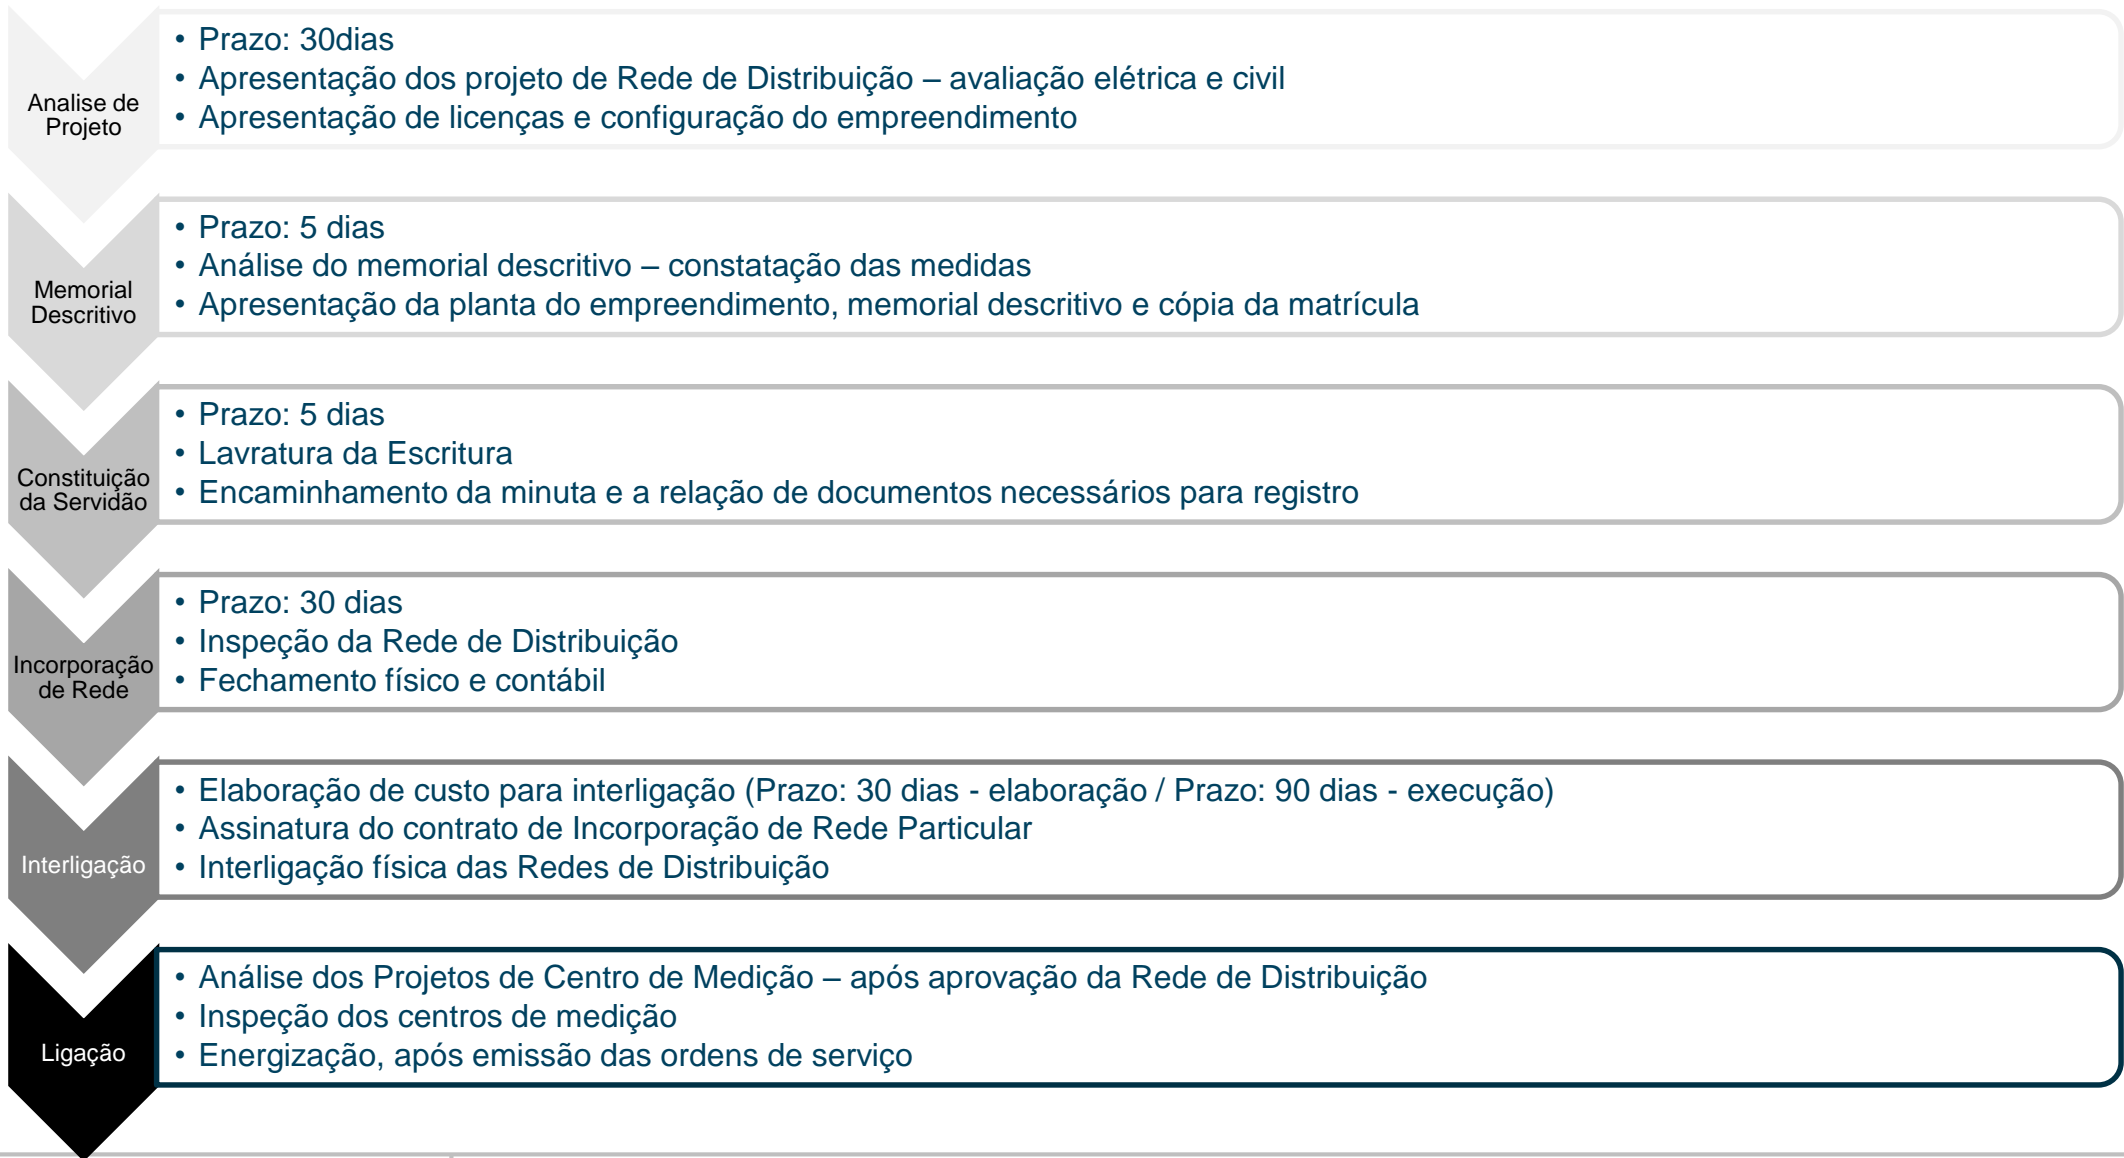 Analise de
Projeto
• Prazo: 30dias
• Apresentação dos projeto de Rede de Distribuição – avaliação elétrica e civil
• Apresentação de licenças e configuração do empreendimento
Memorial
Descritivo
• Prazo: 5 dias
• Análise do memorial descritivo – constatação das medidas
• Apresentação da planta do empreendimento, memorial descritivo e cópia da matrícula
Constituição
da Servidão
• Prazo: 5 dias
• Lavratura da Escritura
• Encaminhamento da minuta e a relação de documentos necessários para registro
Incorporação
de Rede
• Prazo: 30 dias
• Inspeção da Rede de Distribuição
• Fechamento físico e contábil
Interligação
• Elaboração de custo para interligação (Prazo: 30 dias - elaboração / Prazo: 90 dias - execução)
• Assinatura do contrato de Incorporação de Rede Particular
• Interligação física das Redes de Distribuição
Ligação
• Análise dos Projetos de Centro de Medição – após aprovação da Rede de Distribuição
• Inspeção dos centros de medição
• Energização, após emissão das ordens de serviço